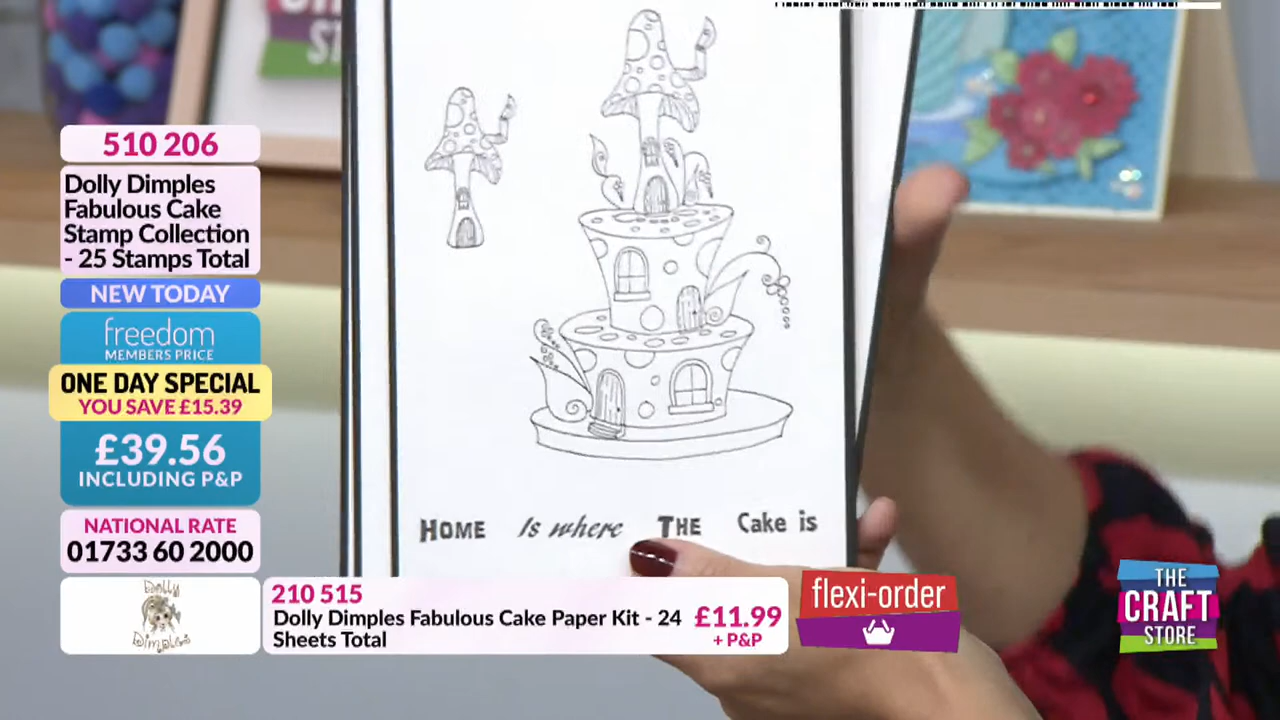 510 206
Dolly Dimples
Fabulous Cake
Stamp Collection
- 25 Stamps Total
NEW TODAY
freedom
MEMBERS PRICE
ONE DAY SPECIAL
YOU SAVE £15.39
£39.56
INCLUDING P&P
NATIONAL RATE
01733 60 2000
HOME Is where THE Cake is
Dolly
Dimples
210 515
Dolly Dimples Fabulous Cake Paper Kit - 24
Sheets Total
£11.99
+ P&P
flexi-order
THE
CRAFT
STORE